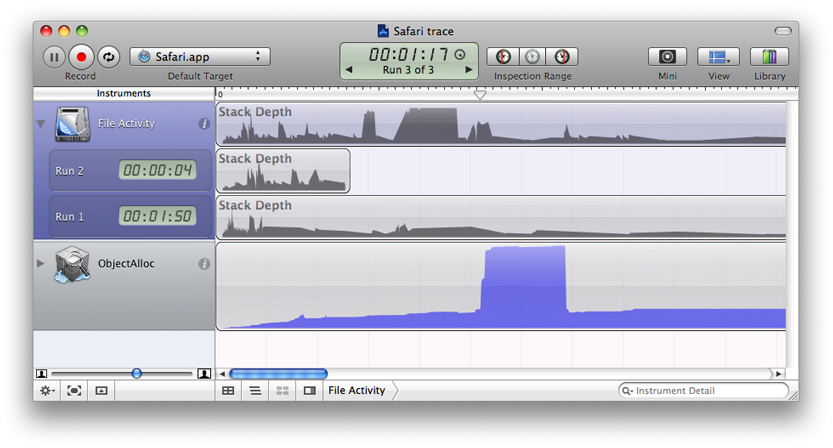 Safari trace
Safari.app
00:01:17
Run 3 of 3
Record
Default Target
Inspection Range
Mini
View
Library
Instruments
0
File Activity
Stack Depth
Run 2
00:00:04
Stack Depth
Run 1
00:01:50
Stack Depth
ObjectAlloc
File Activity
Instrument Detail